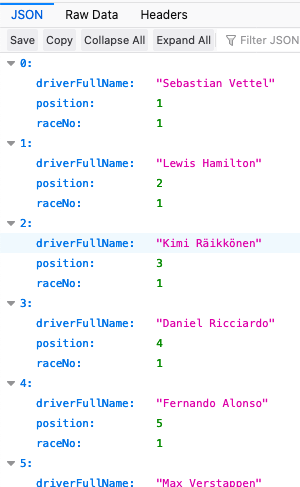 JSON Raw Data Headers
Save Copy Collapse All Expand All Filter JSON
0:
driverFullName: "Sebastian Vettel"
position: 1
raceNo: 1
1:
driverFullName: "Lewis Hamilton"
position: 2
raceNo: 1
2:
driverFullName: "Kimi Räikkönen"
position: 3
raceNo: 1
3:
driverFullName: "Daniel Ricciardo"
position: 4
raceNo: 1
4:
driverFullName: "Fernando Alonso"
position: 5
raceNo: 1
5:
driverFullName: "Max Verstappen"